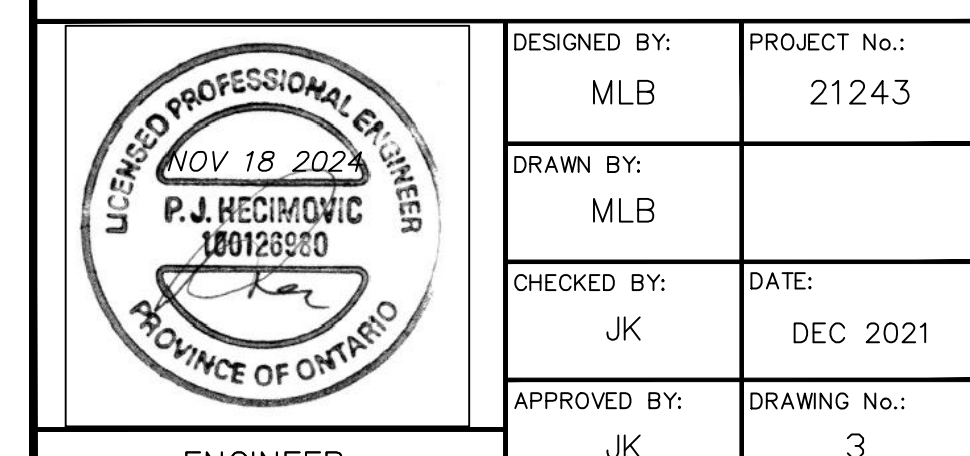 LICENSED PROFESSIONAL ENGINEER
NOV 18 2024
P. J. HECIMOVIC
100126980
PROVINCE OF ONTARIO
ENGINEER
DESIGNED BY:
MLB
PROJECT No.:
21243
DRAWN BY:
MLB
CHECKED BY:
JK
DATE:
DEC 2021
APPROVED BY:
JK
DRAWING No.:
3